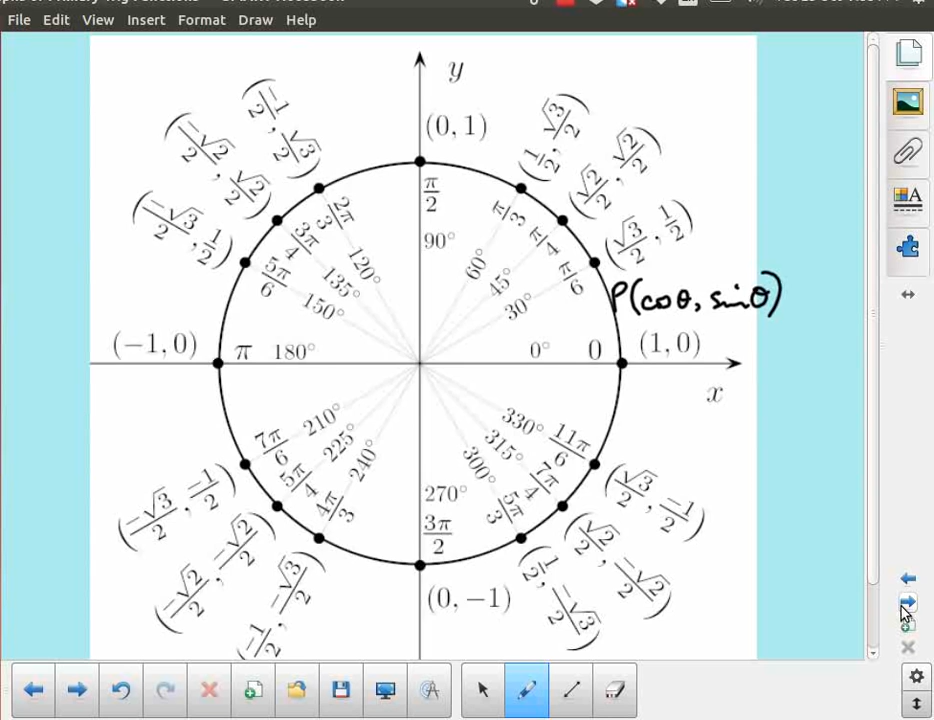 File Edit View Insert Format Draw Help
y
(0, 1)
(-1/2, √3/2)
(-√2/2, √2/2)
(-√3/2, 1/2)
(1/2, √3/2)
(√2/2, √2/2)
(√3/2, 1/2)
π/2
90°
2π/3 120°
3π/4 135°
5π/6 150°
π/3 60°
π/4 45°
π/6 30°
P(coθ, sinθ)
(-1, 0) π 180° 0° 0 (1, 0)
x
7π/6 210°
5π/4 225°
4π/3 240°
330° 11π/6
315° 7π/4
300° 5π/3
270°
3π/2
(-√3/2, -1/2)
(-√2/2, -√2/2)
(-1/2, -√3/2)
(√3/2, -1/2)
(√2/2, -√2/2)
(1/2, -√3/2)
(0, -1)